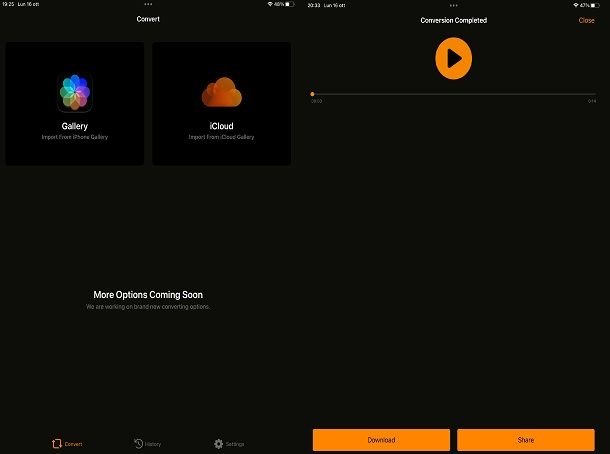 19:25 Lun 16 ott
48%
Convert
Gallery
Import From iPhone Gallery
iCloud
Import From iCloud Gallery
More Options Coming Soon
We are working on brand new converting options.
Convert
History
Settings
20:33 Lun 16 ott
47%
Conversion Completed
Close
00:00
0:14
Download
Share